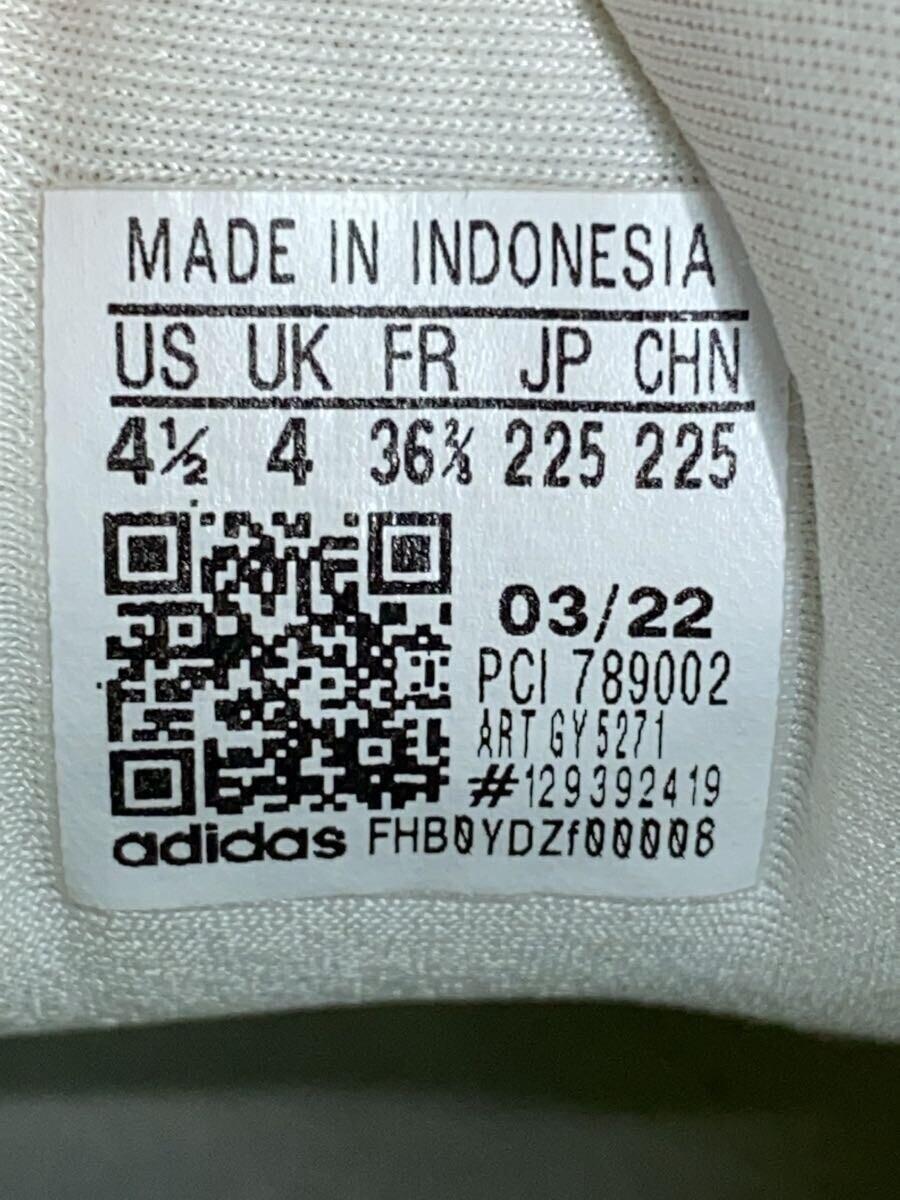 MADE IN INDONESIA
US UK FR JP CHN
4½ 4 36⅔ 225 225
03/22
PCI 789002
ART GY5271
#129392419
adidas FHB0YDZf00008